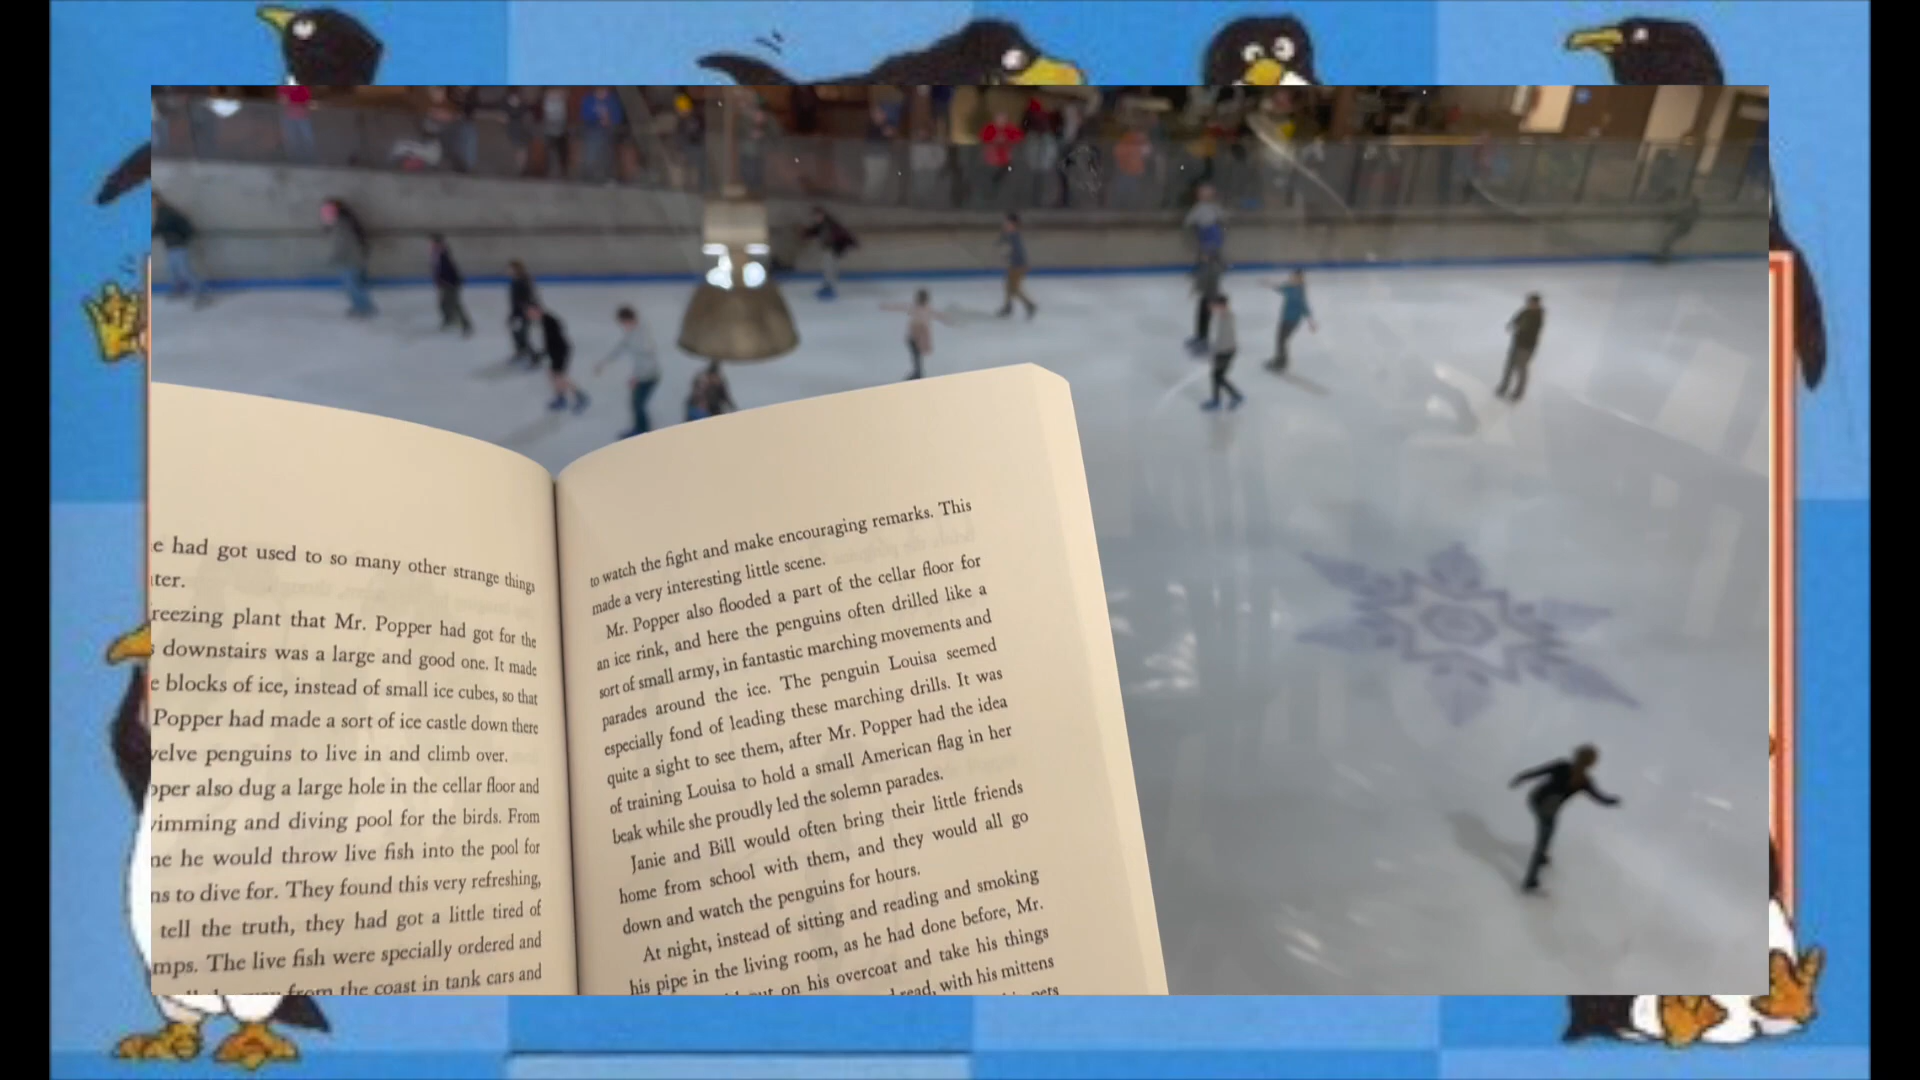 had got used to so many other strange things
reezing plant that Mr. Popper had got for the
downstairs was a large and good one. It made
blocks of ice, instead of small ice cubes, so that
Popper had made a sort of ice castle down there
velve penguins to live in and climb over.
pper also dug a large hole in the cellar floor and
imming and diving pool for the birds. From
he would throw live fish into the pool for
ns to dive for. They found this very refreshing,
tell the truth, they had got a little tired of
mps. The live fish were specially ordered and
from the coast in tank cars and
to watch the fight and make encouraging remarks. This
made a very interesting little scene.
Mr. Popper also flooded a part of the cellar floor for
an ice rink, and here the penguins often drilled like a
sort of small army, in fantastic marching movements and
parades around the ice. The penguin Louisa seemed
especially fond of leading these marching drills. It was
quite a sight to see them, after Mr. Popper had the idea
of training Louisa to hold a small American flag in her
beak while she proudly led the solemn parades.
Janie and Bill would often bring their little friends
home from school with them, and they would all go
down and watch the penguins for hours.
At night, instead of sitting and reading and smoking
his pipe in the living room, as he had done before, Mr.
on his overcoat and take his things
with his mittens
pets